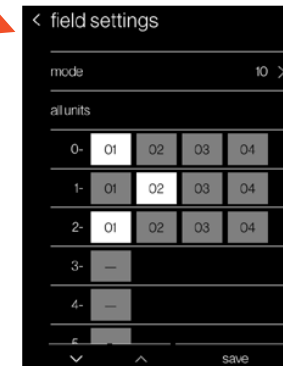 < field settings
mode 10 >
all units
0- 01 02 03 04
1- 01 02 03 04
2- 01 02 03 04
3- —
4- —
save